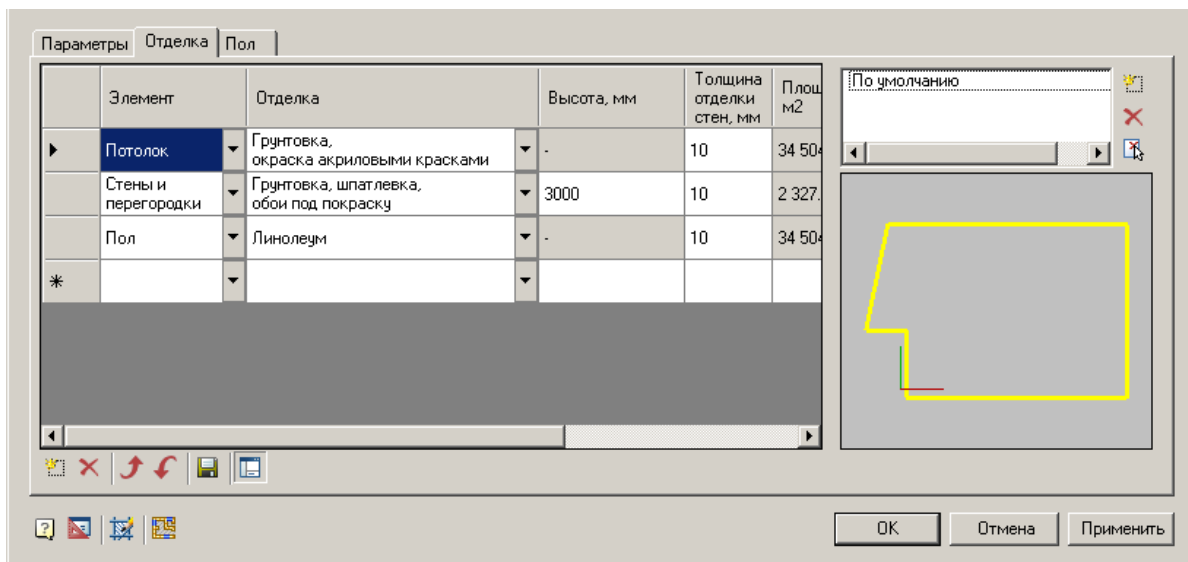 Параметры Отделка Пол
Элемент Отделка Высота, мм Толщина отделки стен, мм Площ м2
Потолок Грунтовка, окраска акриловыми красками - 10 34 504
Стены и перегородки Грунтовка, шпатлевка, обои под покраску 3000 10 2 327.
Пол Линолеум - 10 34 504
По умолчанию
OK Отмена Применить